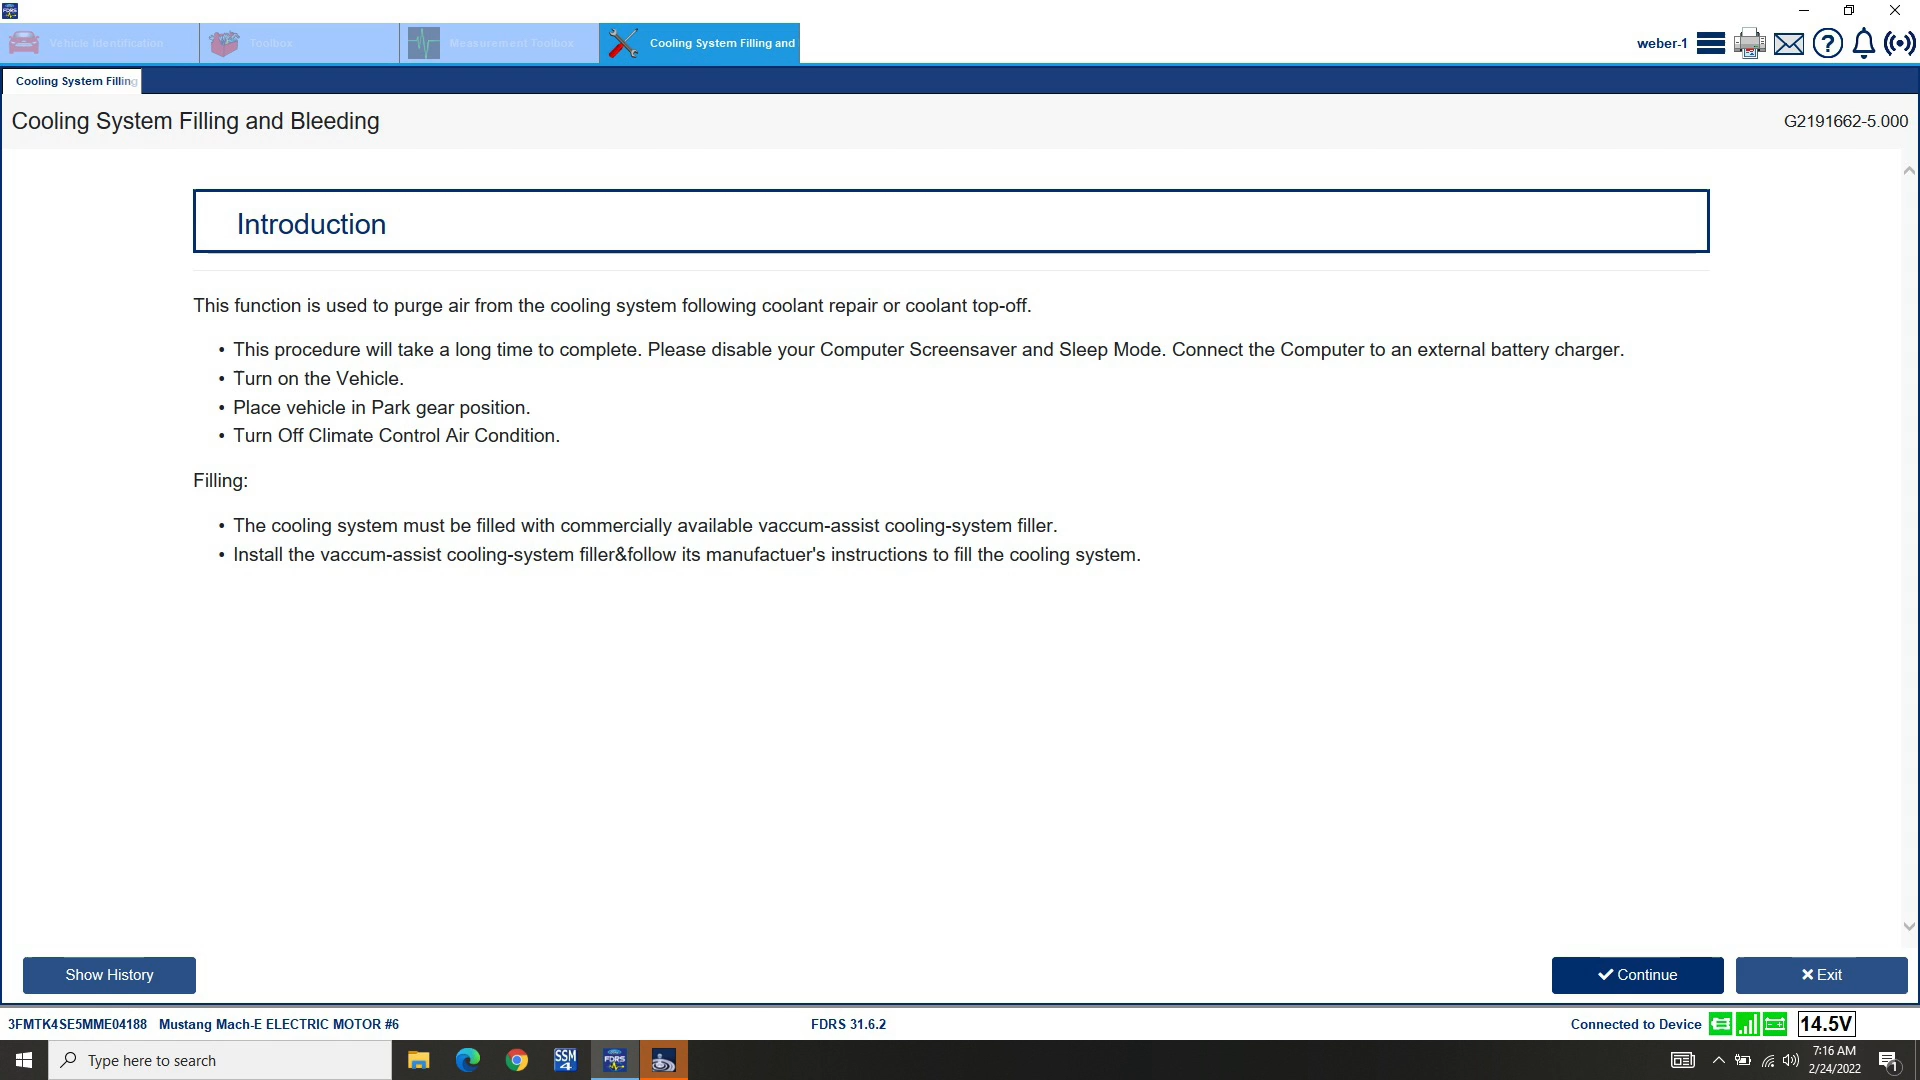 FDRS
Vehicle Identification
Toolbox
Measurement Toolbox
Cooling System Filling and
weber-1
?
Cooling System Filling
Cooling System Filling and Bleeding
G2191662-5.000
Introduction
This function is used to purge air from the cooling system following coolant repair or coolant top-off.
• This procedure will take a long time to complete. Please disable your Computer Screensaver and Sleep Mode. Connect the Computer to an external battery charger.
• Turn on the Vehicle.
• Place vehicle in Park gear position.
• Turn Off Climate Control Air Condition.
Filling:
• The cooling system must be filled with commercially available vaccum-assist cooling-system filler.
• Install the vaccum-assist cooling-system filler&follow its manufactuer's instructions to fill the cooling system.
Show History
Continue
Exit
3FMTK4SE5MME04188 Mustang Mach-E ELECTRIC MOTOR #6
FDRS 31.6.2
Connected to Device
14.5V
Type here to search
SSM
4
FDRS
7:16 AM
2/24/2022
1